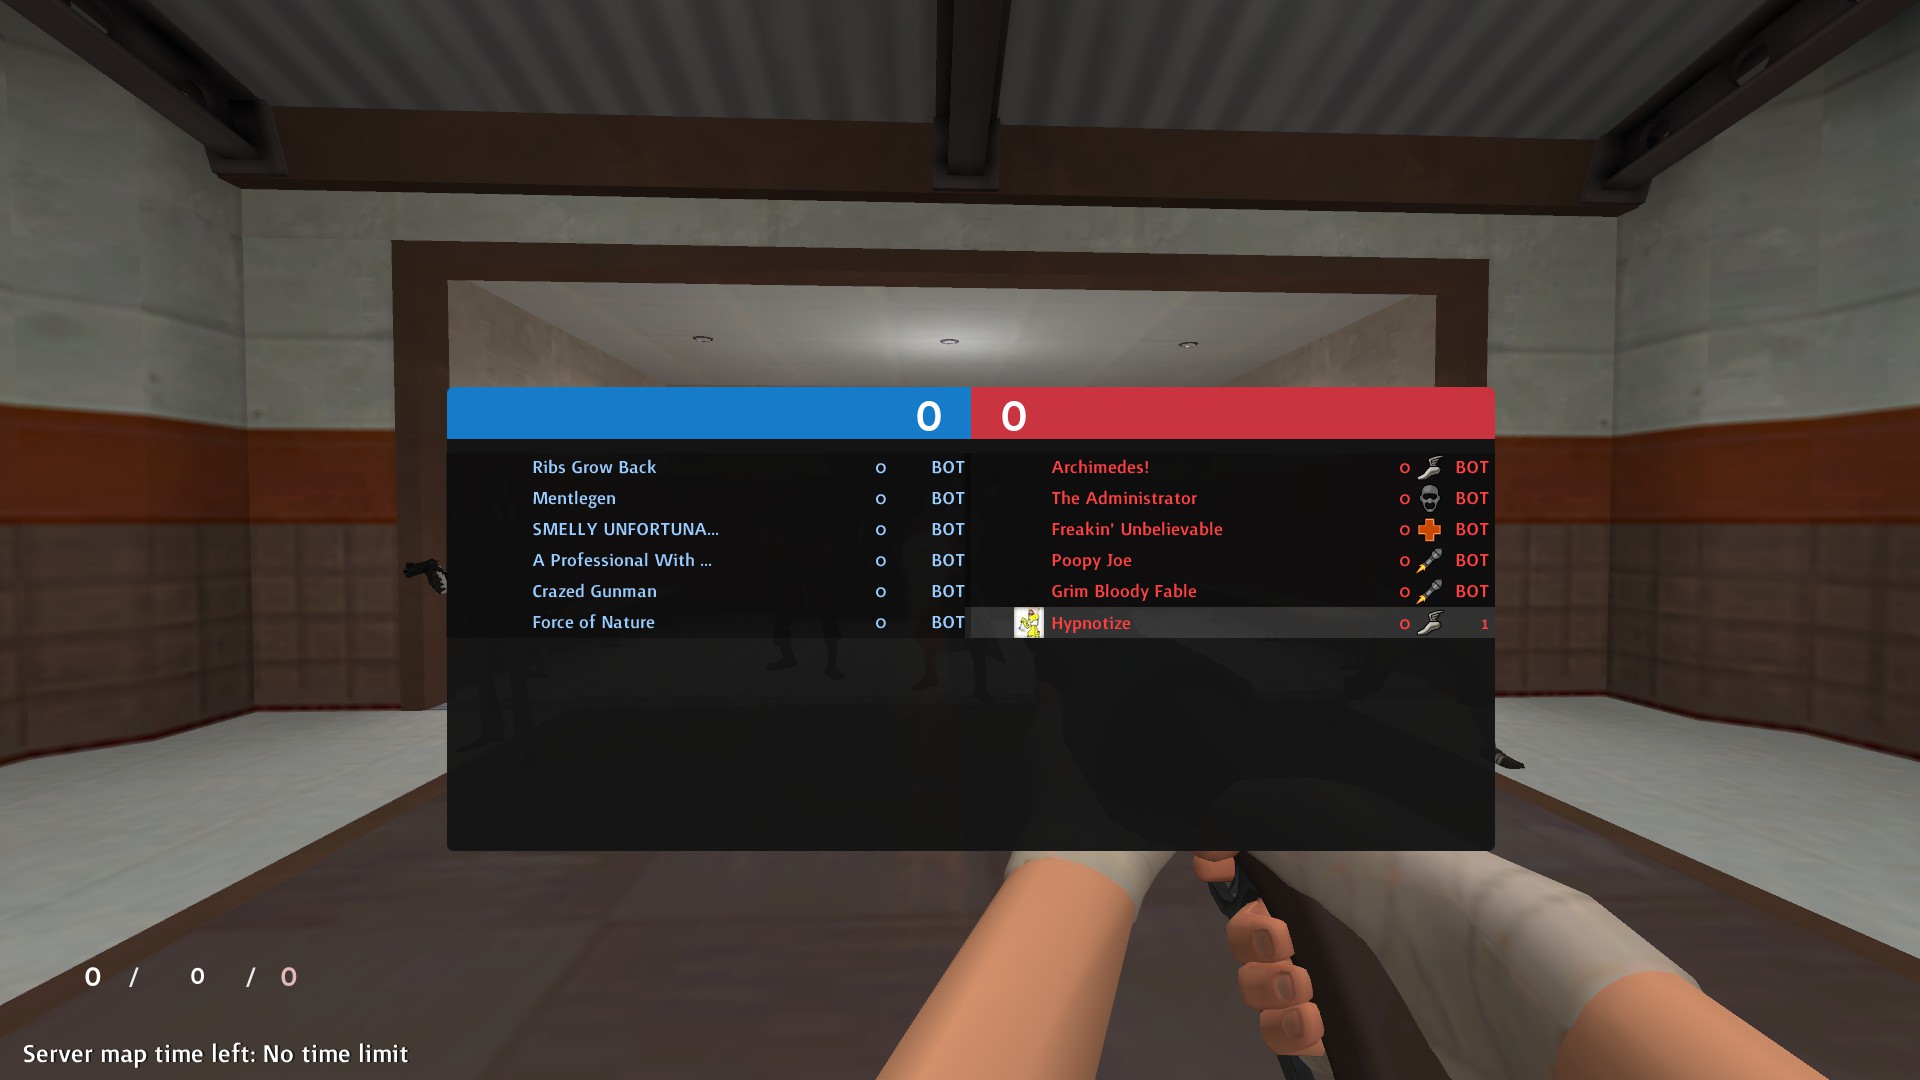 0 0
Ribs Grow Back 0 BOT
Mentlegen 0 BOT
SMELLY UNFORTUNA... 0 BOT
A Professional With ... 0 BOT
Crazed Gunman 0 BOT
Force of Nature 0 BOT
Archimedes! 0 BOT
The Administrator 0 BOT
Freakin' Unbelievable 0 BOT
Poopy Joe 0 BOT
Grim Bloody Fable 0 BOT
Hypnotize 0 1
0 / 0 / 0
Server map time left: No time limit